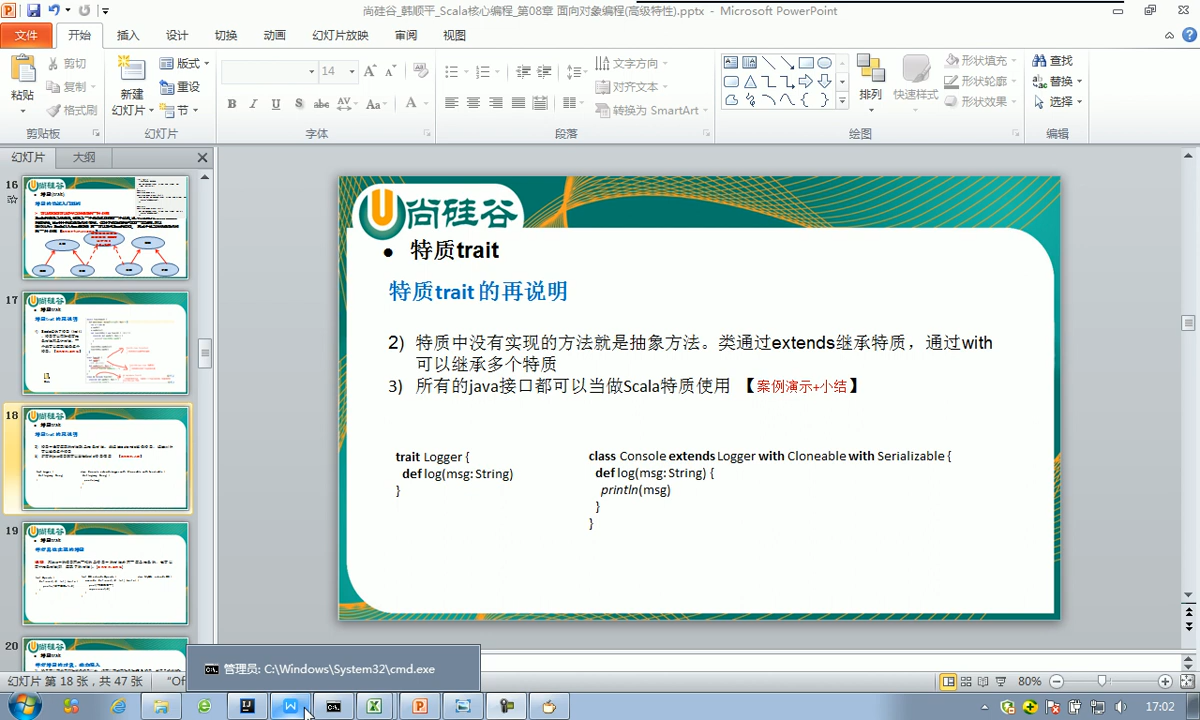 尚硅谷_韩顺平_Scala核心编程_第08章 面向对象编程(高级特性).pptx - Microsoft PowerPoint
文件 开始 插入 设计 切换 动画 幻灯片放映 审阅 视图
粘贴 剪切 复制 格式刷
新建 幻灯片 版式 重设 节
14
文字方向 对齐文本 转换为 SmartArt
排列 快速样式 形状填充 形状轮廓 形状效果
查找 替换 选择
剪贴板 幻灯片 字体 段落 绘图 编辑
幻灯片 大纲
16
17
18
19
20
尚硅谷
• 特质trait
特质trait 的再说明
2) 特质中没有实现的方法就是抽象方法。类通过extends继承特质，通过with
可以继承多个特质
3) 所有的java接口都可以当做Scala特质使用 【案例演示+小结】
trait Logger {
def log(msg: String)
}
class Console extends Logger with Cloneable with Serializable {
def log(msg: String) {
println(msg)
}
}
管理员: C:\Windows\System32\cmd.exe
幻灯片 第 18 张，共 47 张 "Of
80%
17:02